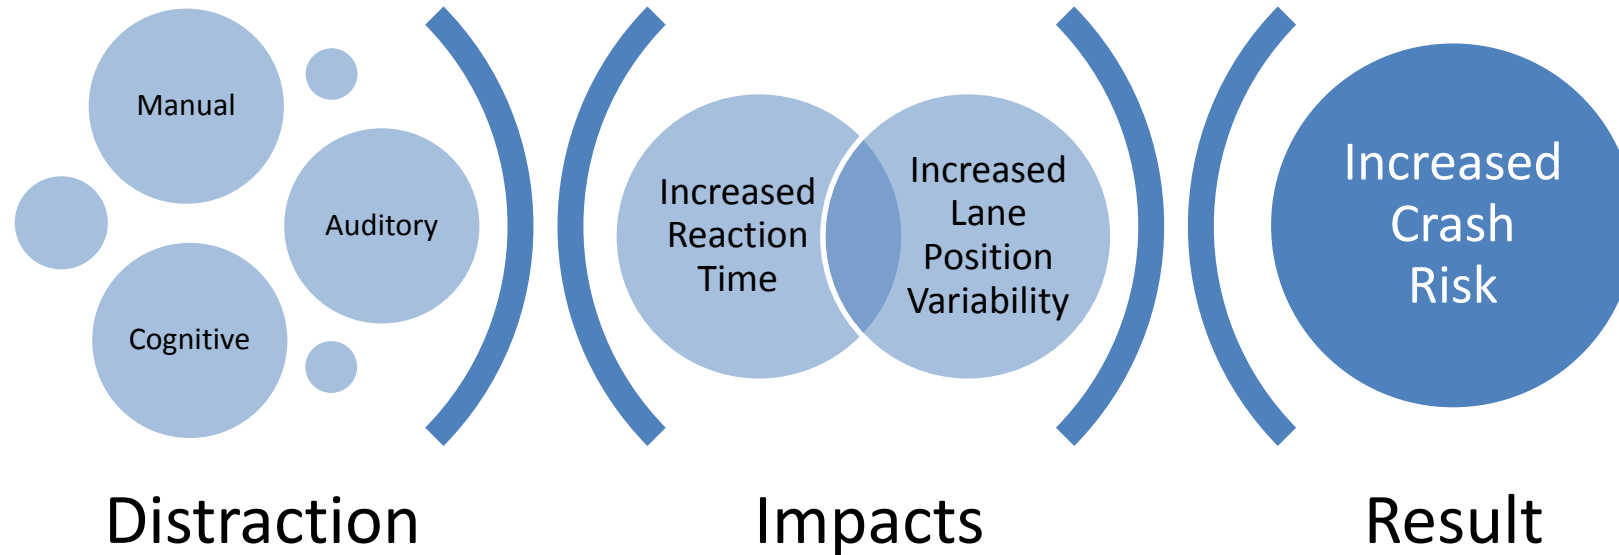 Manual
Auditory
Cognitive
Increased
Reaction
Time
Increased
Lane
Position
Variability
Increased
Crash
Risk
Distraction
Impacts
Result